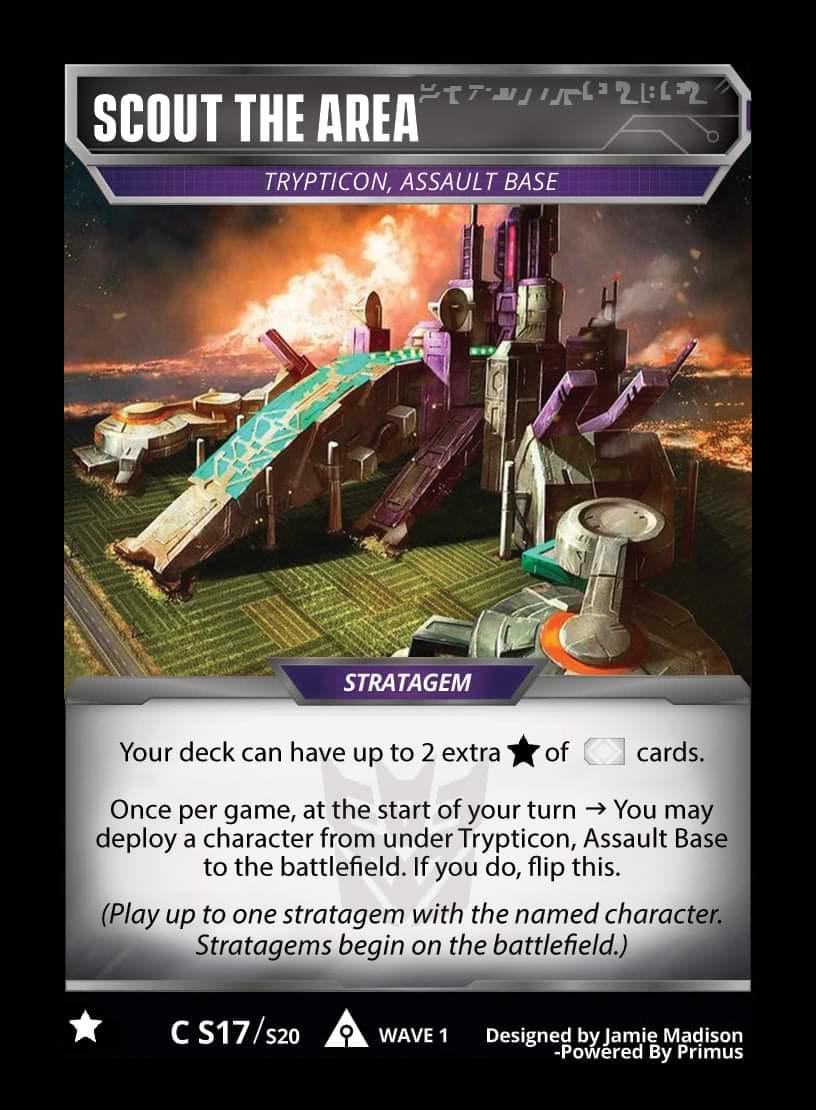 SCOUT THE AREA
TRYPTICON, ASSAULT BASE
STRATAGEM
Your deck can have up to 2 extra ★ of cards.
Once per game, at the start of your turn → You may
deploy a character from under Trypticon, Assault Base
to the battlefield. If you do, flip this.
(Play up to one stratagem with the named character.
Stratagems begin on the battlefield.)
★ C S17/S20 WAVE 1 Designed by Jamie Madison
-Powered By Primus